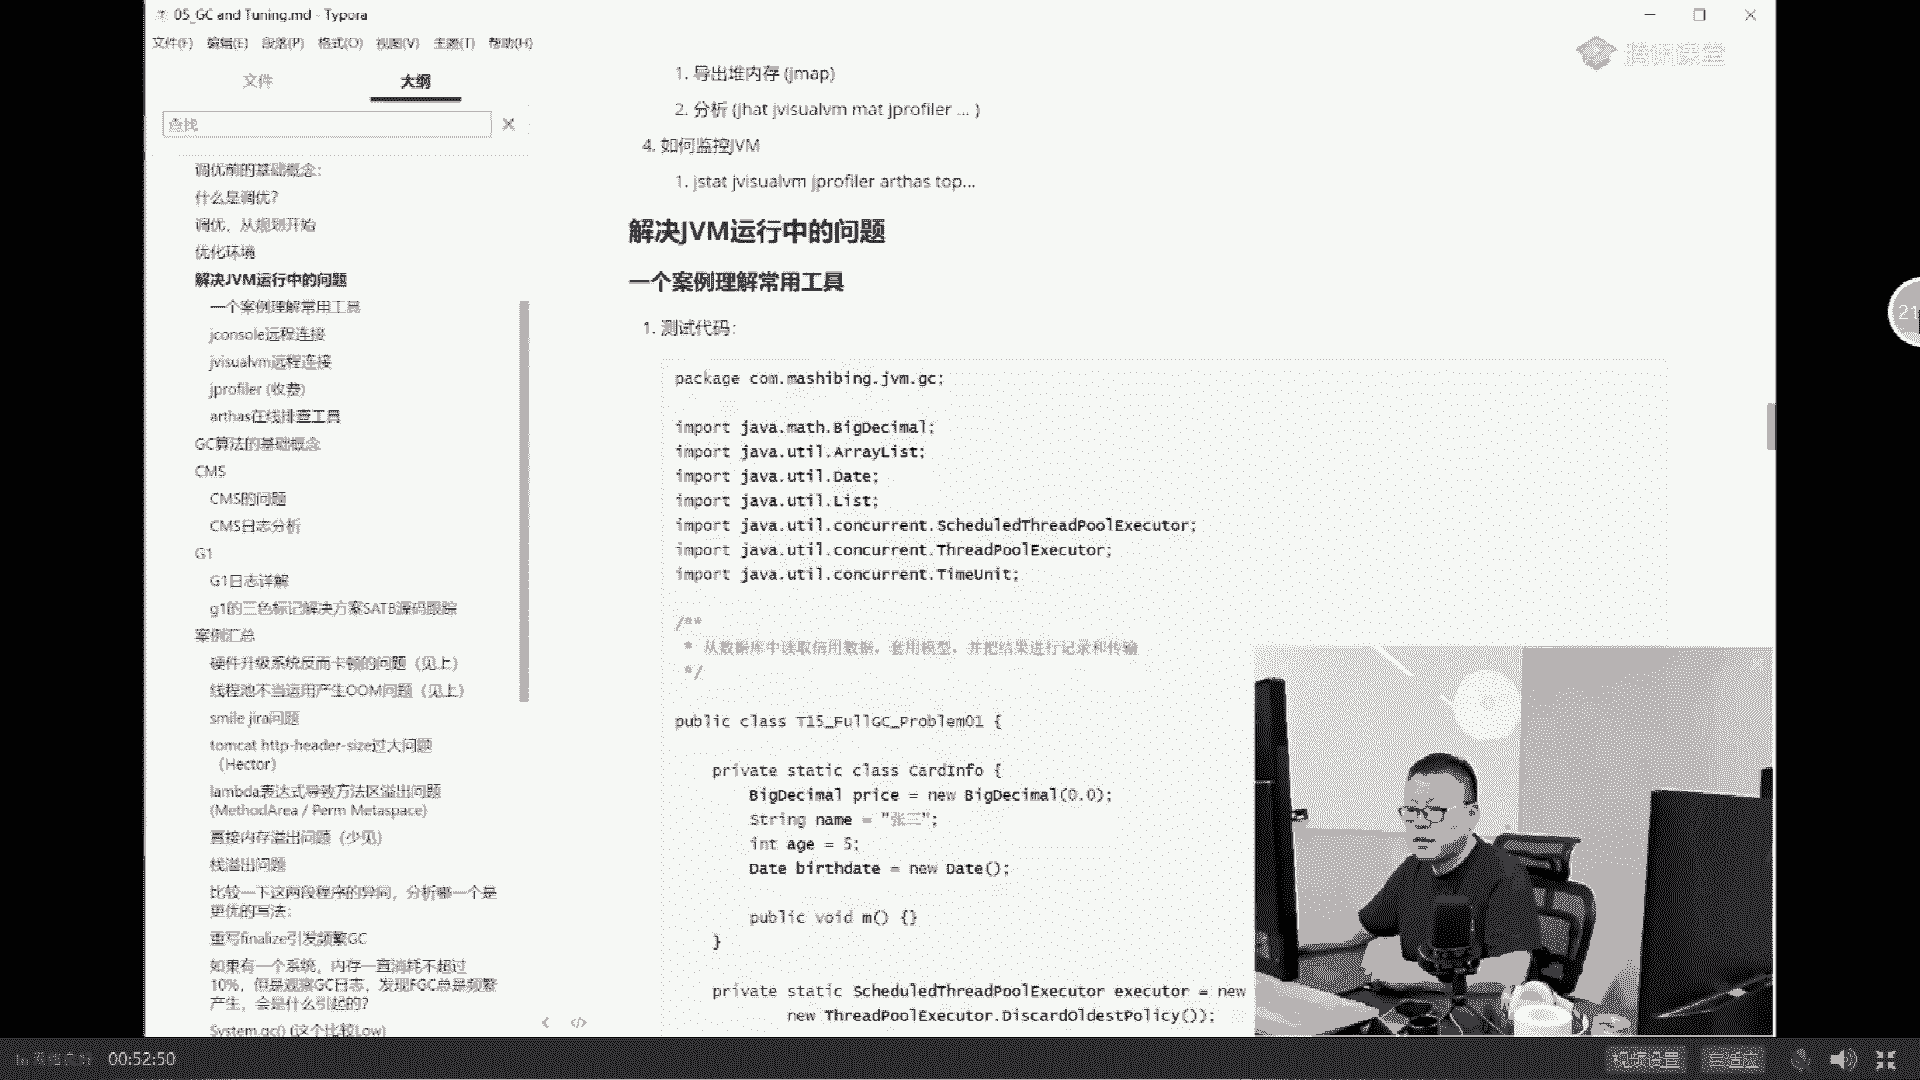 05_GC and Tuning.md - Typora
文件(F) 编辑(E) 段落(P) 格式(O) 视图(V) 主题(T) 帮助(H)
文件
大纲
查找
调优前的基础概念:
什么是调优?
调优，从规划开始
优化环境
解决JVM运行中的问题
一个案例理解常用工具
jconsole远程连接
jvisualvm远程连接
jprofiler (收费)
arthas在线排查工具
GC算法的基础概念
CMS
CMS的问题
CMS日志分析
G1
G1日志详解
g1的三色标记解决方案SATB源码跟踪
案例汇总
硬件升级系统反而卡顿的问题（见上）
线程池不当运用产生OOM问题（见上）
smile jira问题
tomcat http-header-size过大问题
（Hector）
lambda表达式导致方法区溢出问题
(MethodArea / Perm Metaspace)
直接内存溢出问题（少见）
栈溢出问题
比较一下这两段程序的异同，分析哪一个是
更优的写法：
重写finalize引发频繁GC
如果有一个系统，内存一直消耗不超过
10%，但是观察GC日志，发现FGC总是频繁
产生，会是什么引起的？
System.gc() (这个比较Low)
1. 导出堆内存 (jmap)
2. 分析 (jhat jvisualvm mat jprofiler ... )
4. 如何监控JVM
1. jstat jvisualvm jprofiler arthas top...
解决JVM运行中的问题
一个案例理解常用工具
1. 测试代码：
package com.mashibing.jvm.gc;
import java.math.BigDecimal;
import java.util.ArrayList;
import java.util.Date;
import java.util.List;
import java.util.concurrent.ScheduledThreadPoolExecutor;
import java.util.concurrent.ThreadPoolExecutor;
import java.util.concurrent.TimeUnit;
/**
* 从数据库中读取信用数据，套用模型，并把结果进行记录和传输
*/
public class T15_FullGC_Problem01 {
private static class CardInfo {
BigDecimal price = new BigDecimal(0.0);
String name = "张三";
int age = 5;
Date birthdate = new Date();
public void m() {}
}
private static ScheduledThreadPoolExecutor executor = new
new ThreadPoolExecutor.DiscardOldestPolicy());
腾讯课堂
21
00:52:50
视频设置